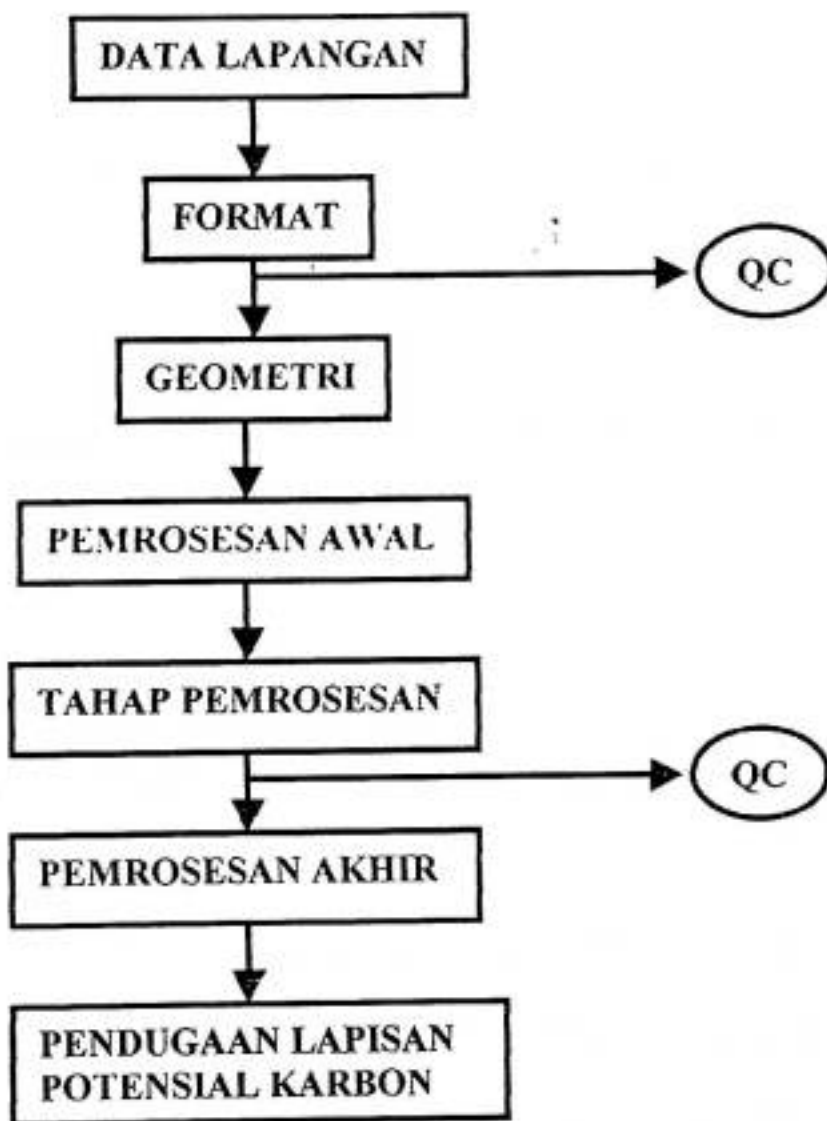 DATA LAPANGAN
FORMAT
QC
GEOMETRI
PEMROSESAN AWAL
TAHAP PEMROSESAN
QC
PEMROSESAN AKHIR
PENDUGAAN LAPISAN
POTENSIAL KARBON